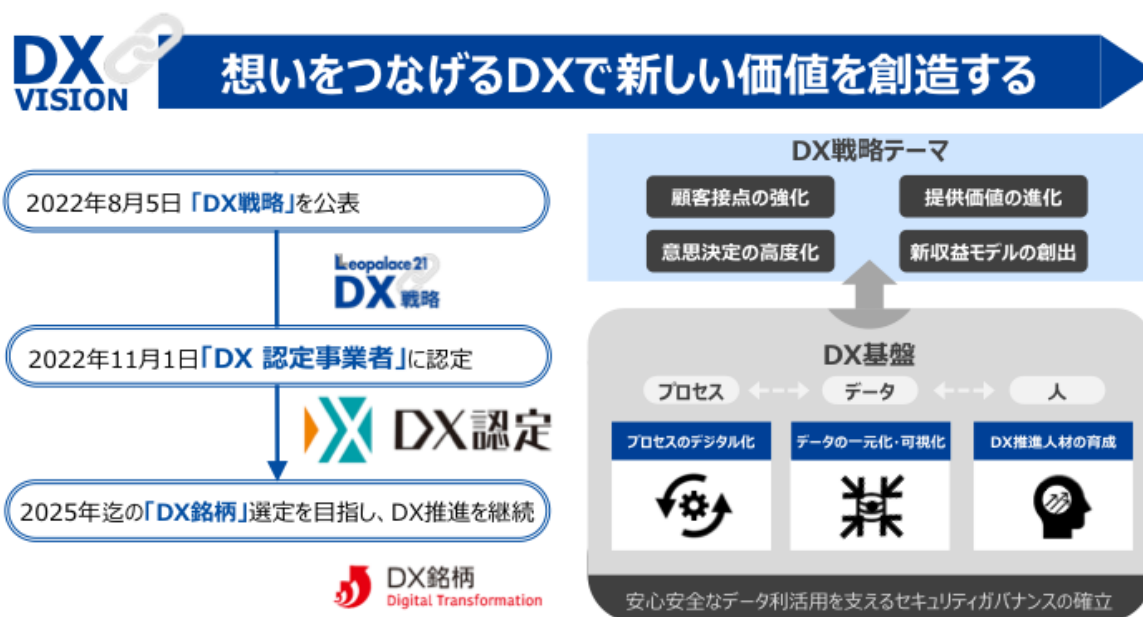 DX
VISION
想いをつなげるDXで新しい価値を創造する
2022年8月5日「DX戦略」を公表
Leopalace21
DX戦略
2022年11月1日「DX 認定事業者」に認定
DX認定
2025年迄の「DX銘柄」選定を目指し、DX推進を継続
DX銘柄
Digital Transformation
DX戦略テーマ
顧客接点の強化
提供価値の進化
意思決定の高度化
新収益モデルの創出
DX基盤
プロセス
データ
人
プロセスのデジタル化
データの一元化・可視化
DX推進人材の育成
安心安全なデータ利活用を支えるセキュリティガバナンスの確立